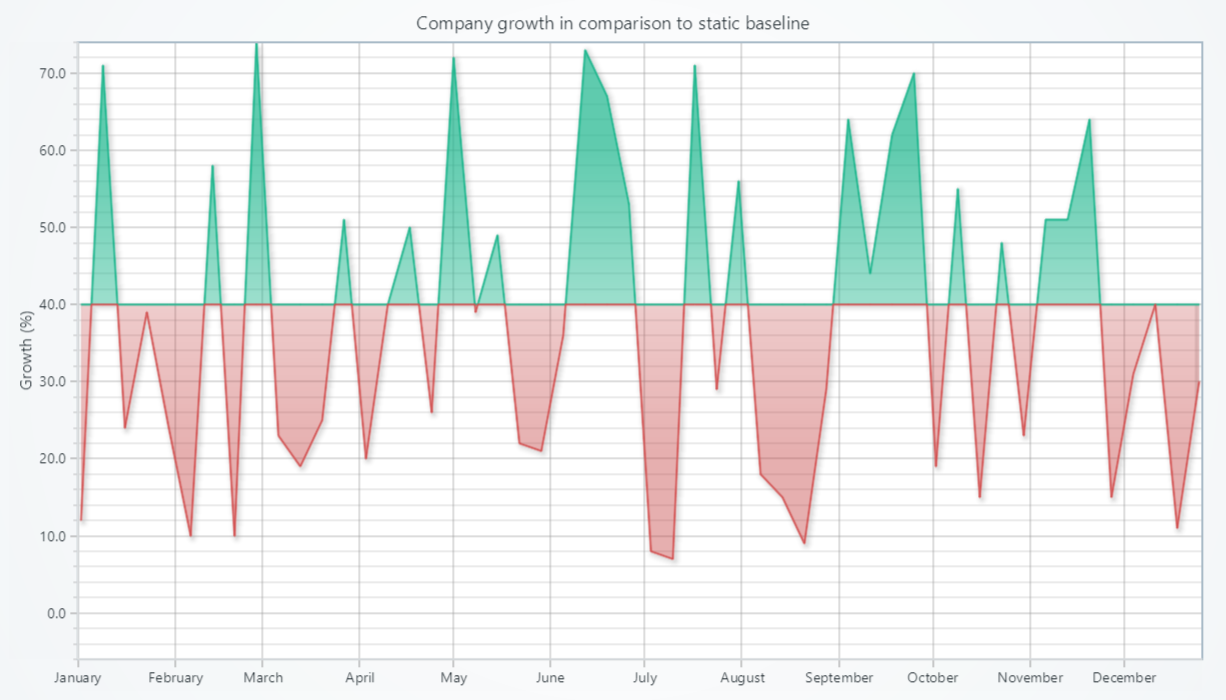 Company growth in comparison to static baseline
Growth (%)
70.0
60.0
50.0
40.0
30.0
20.0
10.0
0.0
January February March April May June July August September October November December